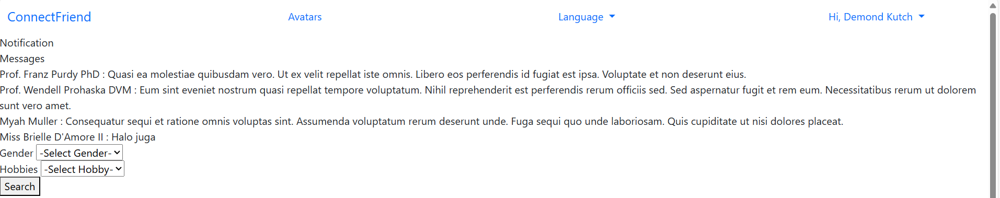 ConnectFriend Avatars Language Hi, Demond Kutch
Notification
Messages
Prof. Franz Purdy PhD : Quasi ea molestiae quibusdam vero. Ut ex velit repellat iste omnis. Libero eos perferendis id fugiat est ipsa. Voluptate et non deserunt eius.
Prof. Wendell Prohaska DVM : Eum sint eveniet nostrum quasi repellat tempore voluptatum. Nihil reprehenderit est perferendis rerum officiis sed. Sed aspernatur fugit et rem eum. Necessitatibus rerum ut dolorem
sunt vero amet.
Myah Muller : Consequatur sequi et ratione omnis voluptas sint. Assumenda voluptatum rerum deserunt unde. Fuga sequi quo unde laboriosam. Quis cupiditate ut nisi dolores placeat.
Miss Brielle D'Amore II : Halo juga
Gender -Select Gender-
Hobbies -Select Hobby-
Search